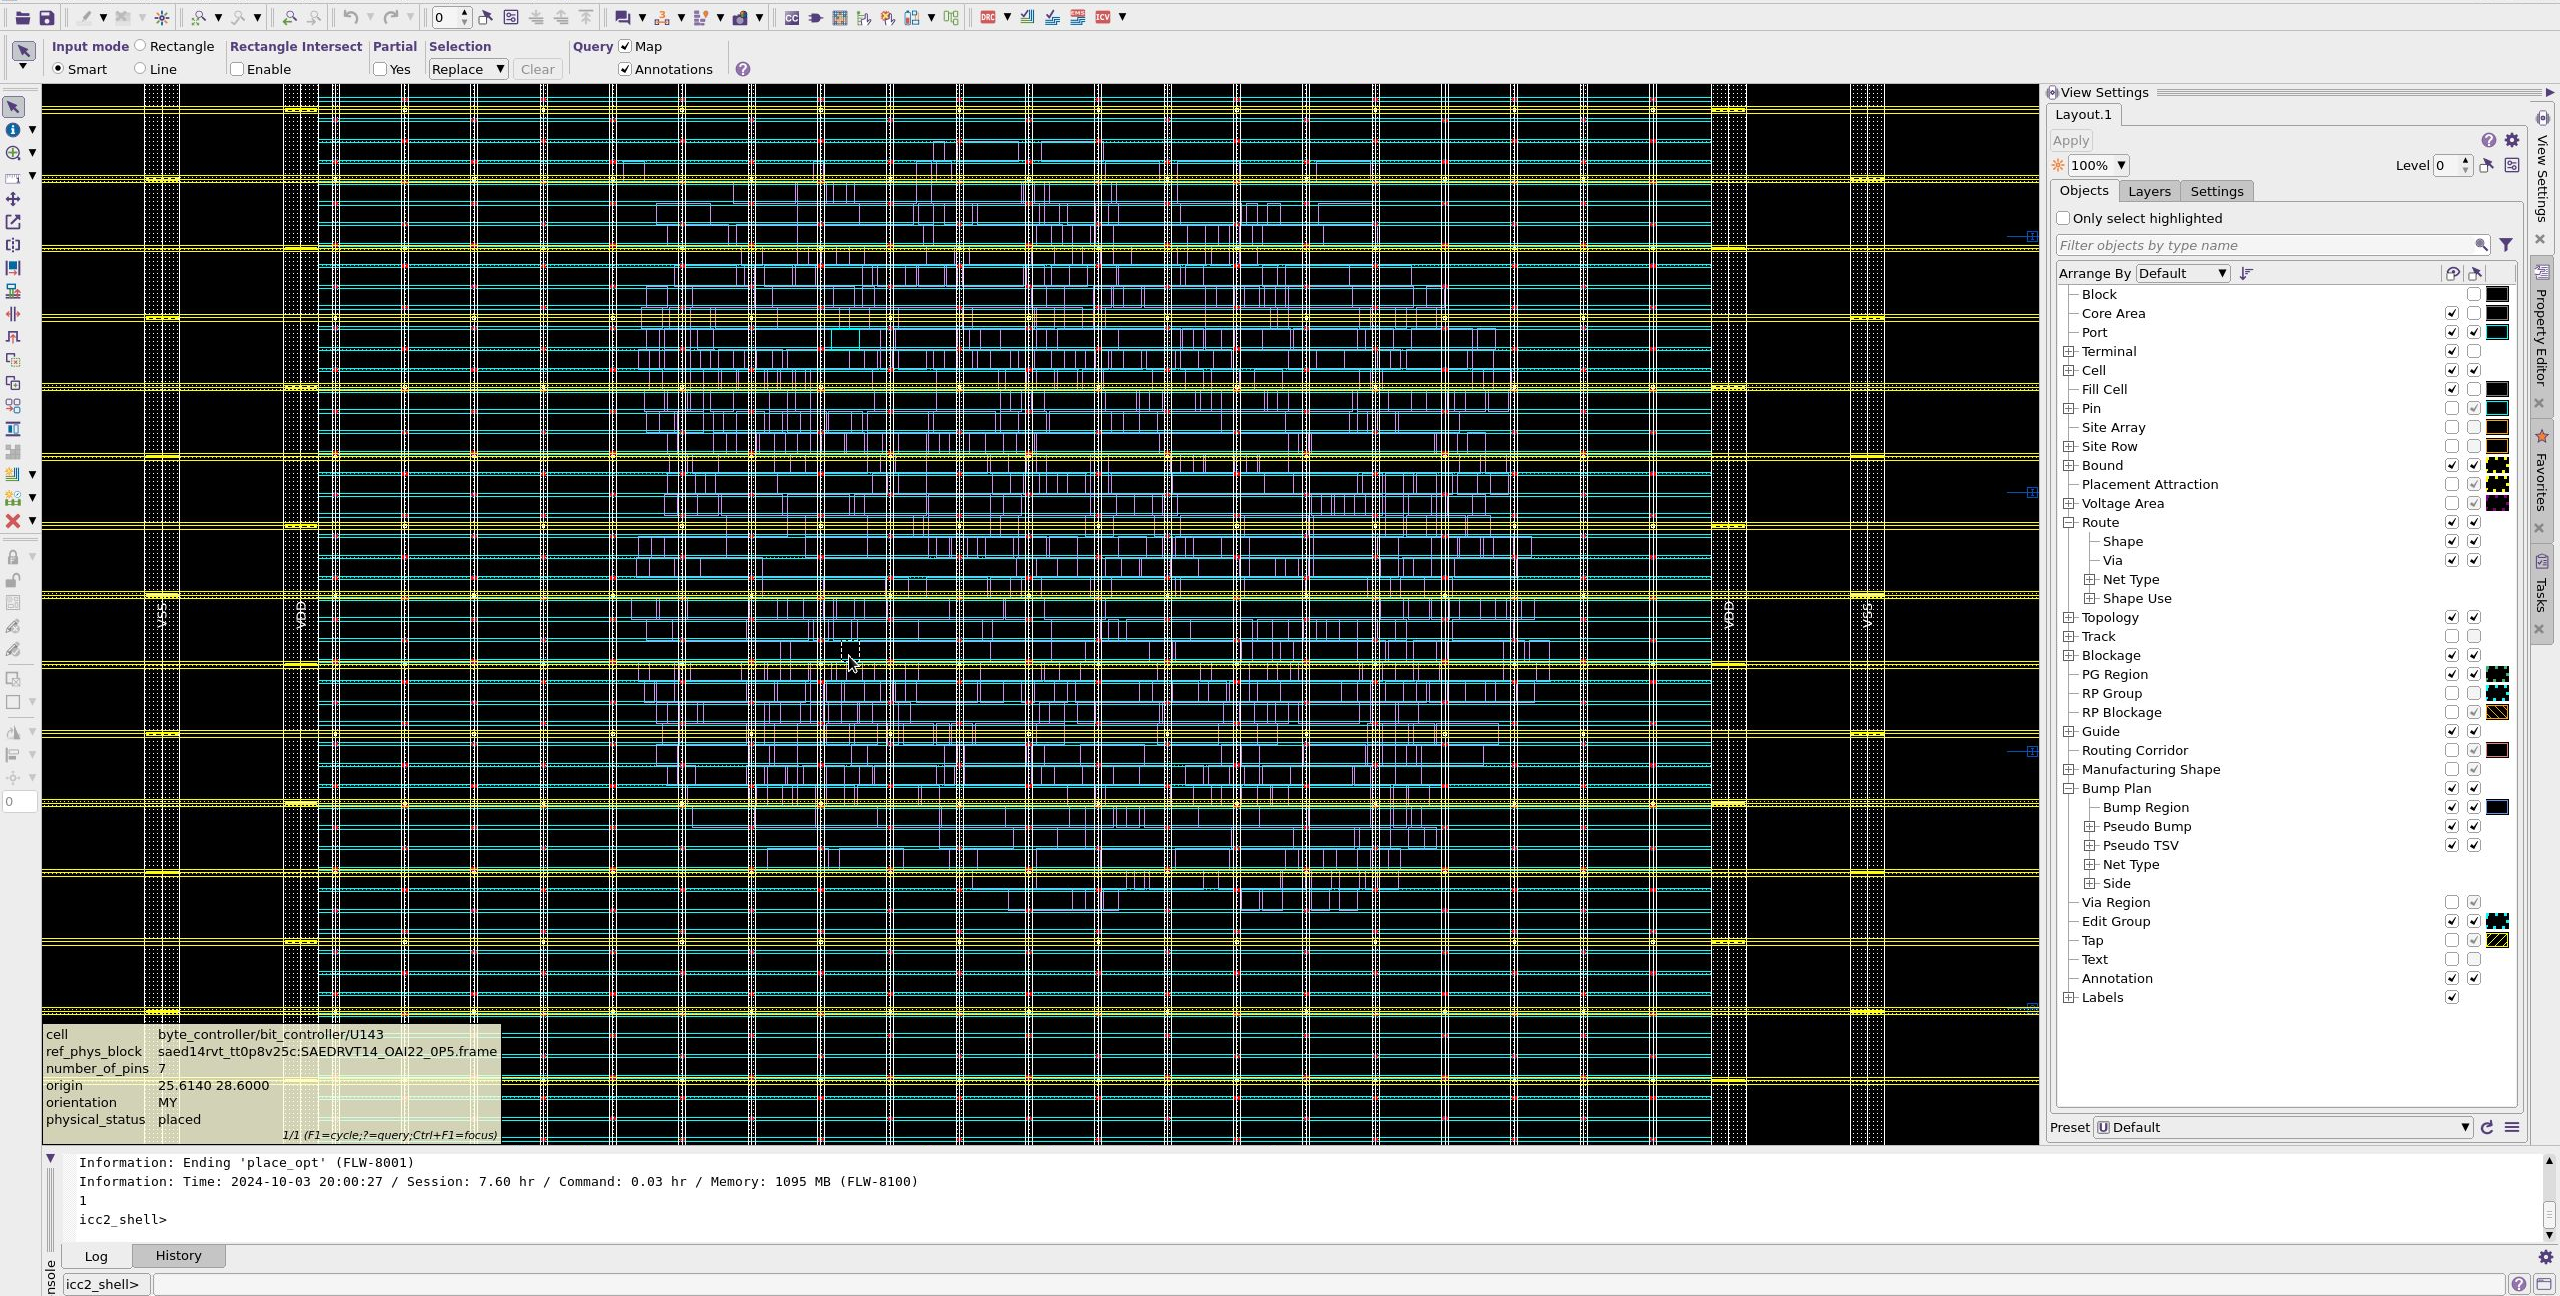 0
Input mode Rectangle Rectangle Intersect Partial Selection Query Map
Smart Line Enable Yes Replace Clear Annotations
View Settings
Layout.1
Apply
100% Level 0
Objects Layers Settings
Only select highlighted
Filter objects by type name
Arrange By Default
Block
Core Area
Port
Terminal
Cell
Fill Cell
Pin
Site Array
Site Row
Bound
Placement Attraction
Voltage Area
Route
Shape
Via
Net Type
Shape Use
Topology
Track
Blockage
PG Region
RP Group
RP Blockage
Guide
Routing Corridor
Manufacturing Shape
Bump Plan
Bump Region
Pseudo Bump
Pseudo TSV
Net Type
Side
Via Region
Edit Group
Tap
Text
Annotation
Labels
Preset Default
View Settings
Property Editor
Favorites
Tasks
VSS VDD VDD VSS
0
cell byte_controller/bit_controller/U143
ref_phys_block saed14rvt_tt0p8v25c:SAEDRVT14_OAI22_0P5.frame
number_of_pins 7
origin 25.6140 28.6000
orientation MY
physical_status placed
1/1 (F1=cycle;?=query;Ctrl+F1=focus)
Information: Ending 'place_opt' (FLW-8001)
Information: Time: 2024-10-03 20:00:27 / Session: 7.60 hr / Command: 0.03 hr / Memory: 1095 MB (FLW-8100)
1
icc2_shell>
Log History
icc2_shell>